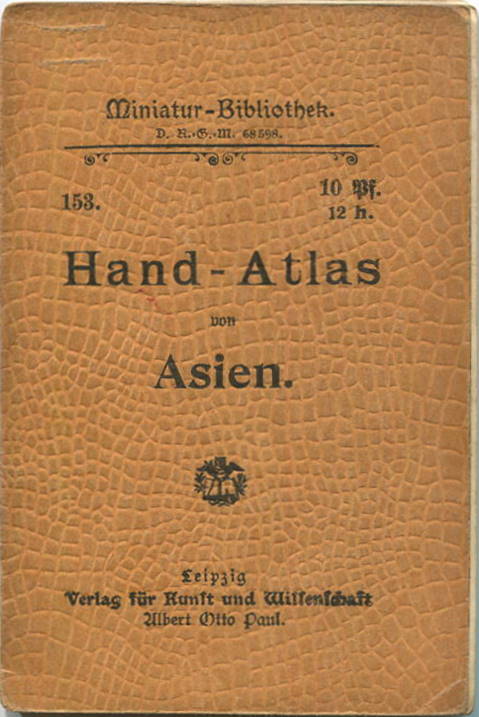 Miniatur-Bibliothek.
D. R.-G.-M. 68598.
153.
10 Pf.
12 h.
Hand-Atlas
von
Asien.
Leipzig
Verlag für Kunst und Wissenschaft
Albert Otto Paul.